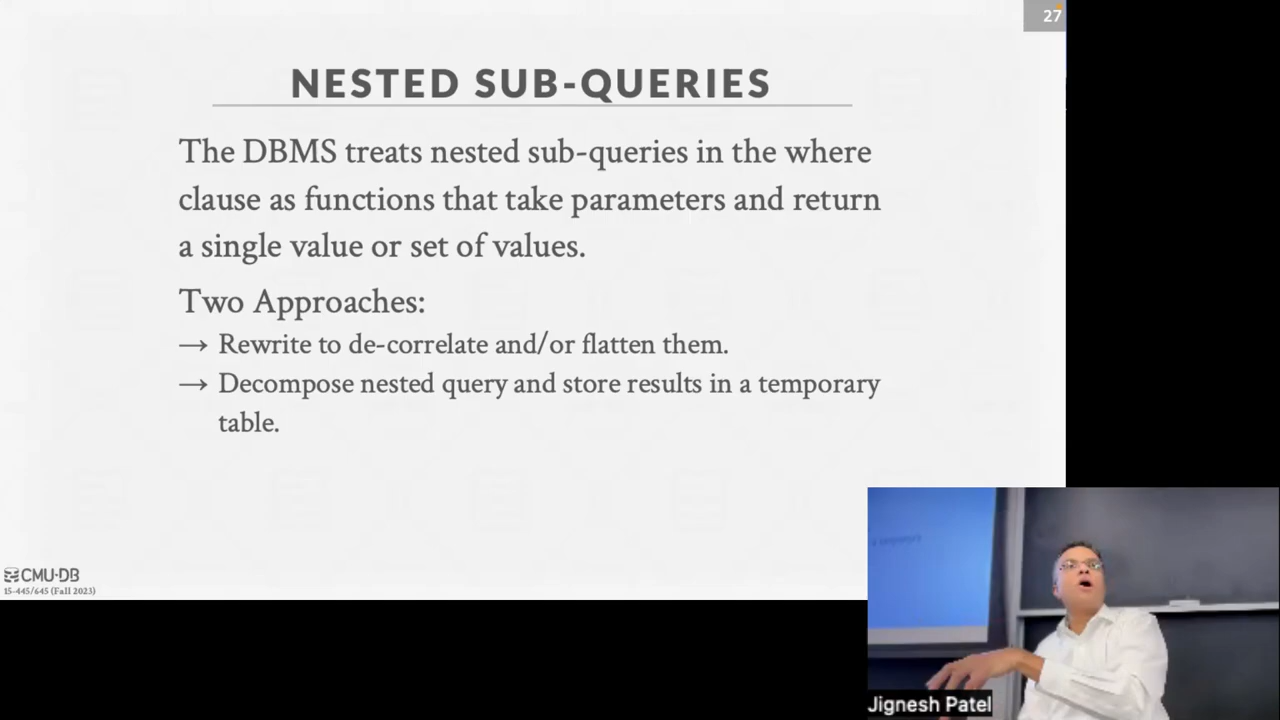 27
NESTED SUB-QUERIES
The DBMS treats nested sub-queries in the where
clause as functions that take parameters and return
a single value or set of values.
Two Approaches:
→ Rewrite to de-correlate and/or flatten them.
→ Decompose nested query and store results in a temporary
table.
CMU·DB
15-445/645 (Fall 2023)
Jignesh Patel